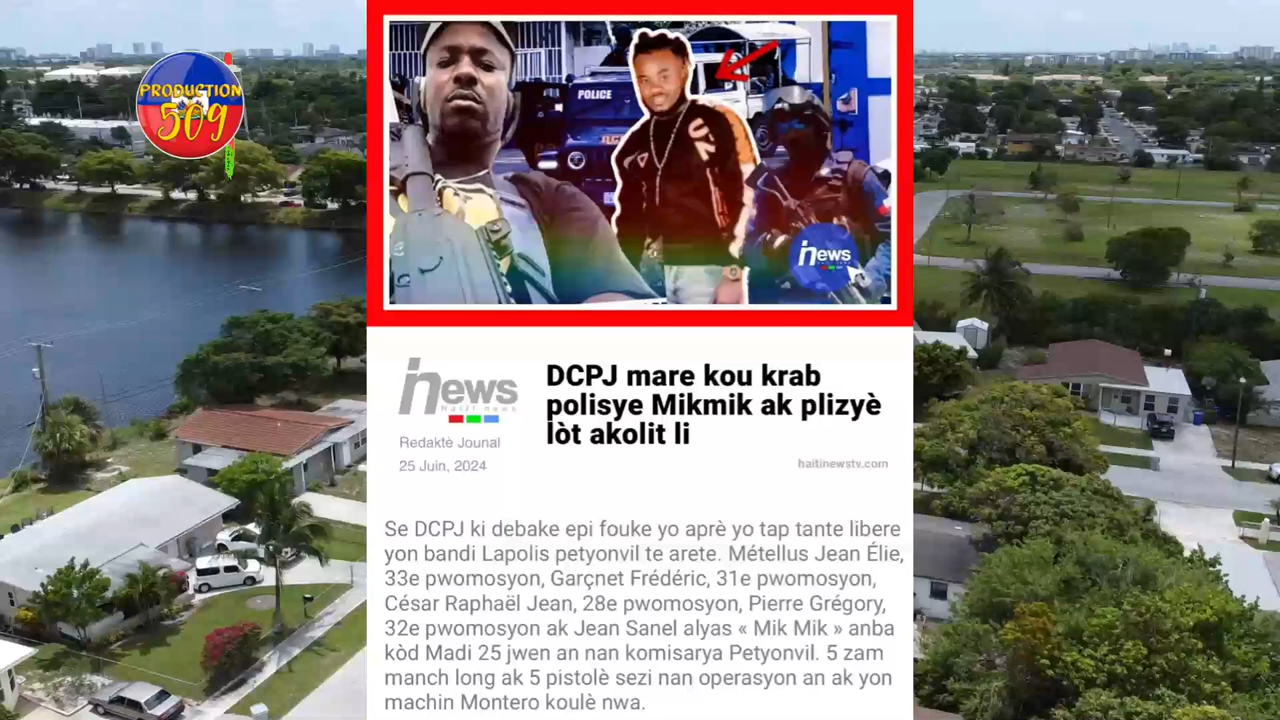 PRODUCTION
509
POLICE
inews
inews
Haiti news
Redaktè Jounal
25 Juin, 2024
DCPJ mare kou krab
polisye Mikmik ak plizyè
lòt akolit li
haitinewstv.com
Se DCPJ ki debake epi fouke yo aprè yo tap tante libere
yon bandi Lapolis petyonvil te arete. Métellus Jean Élie,
33e pwomosyon, Garçnet Frédéric, 31e pwomosyon,
César Raphaël Jean, 28e pwomosyon, Pierre Grégory,
32e pwomosyon ak Jean Sanel alyas « Mik Mik » anba
kòd Madi 25 jwen an nan komisarya Petyonvil. 5 zam
manch long ak 5 pistolè sezi nan operasyon an ak yon
machin Montero koulè nwa.